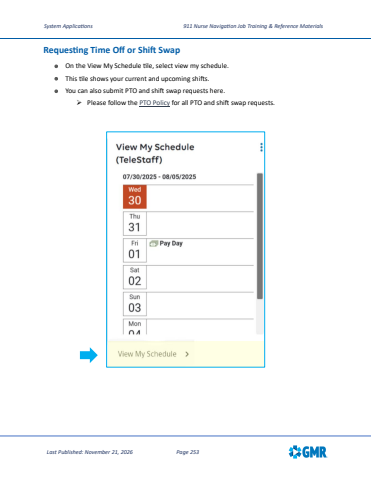 System Applications
911 Nurse Navigation Job Training & Reference Materials
Requesting Time Off or Shift Swap
● On the View My Schedule tile, select view my schedule.
● This tile shows your current and upcoming shifts.
● You can also submit PTO and shift swap requests here.
➢ Please follow the PTO Policy for all PTO and shift swap requests.
View My Schedule
(TeleStaff)
07/30/2025 - 08/05/2025
Wed
30
Thu
31
Fri
01
Pay Day
Sat
02
Sun
03
Mon
04
View My Schedule >
Last Published: November 21, 2026
Page 253
GMR